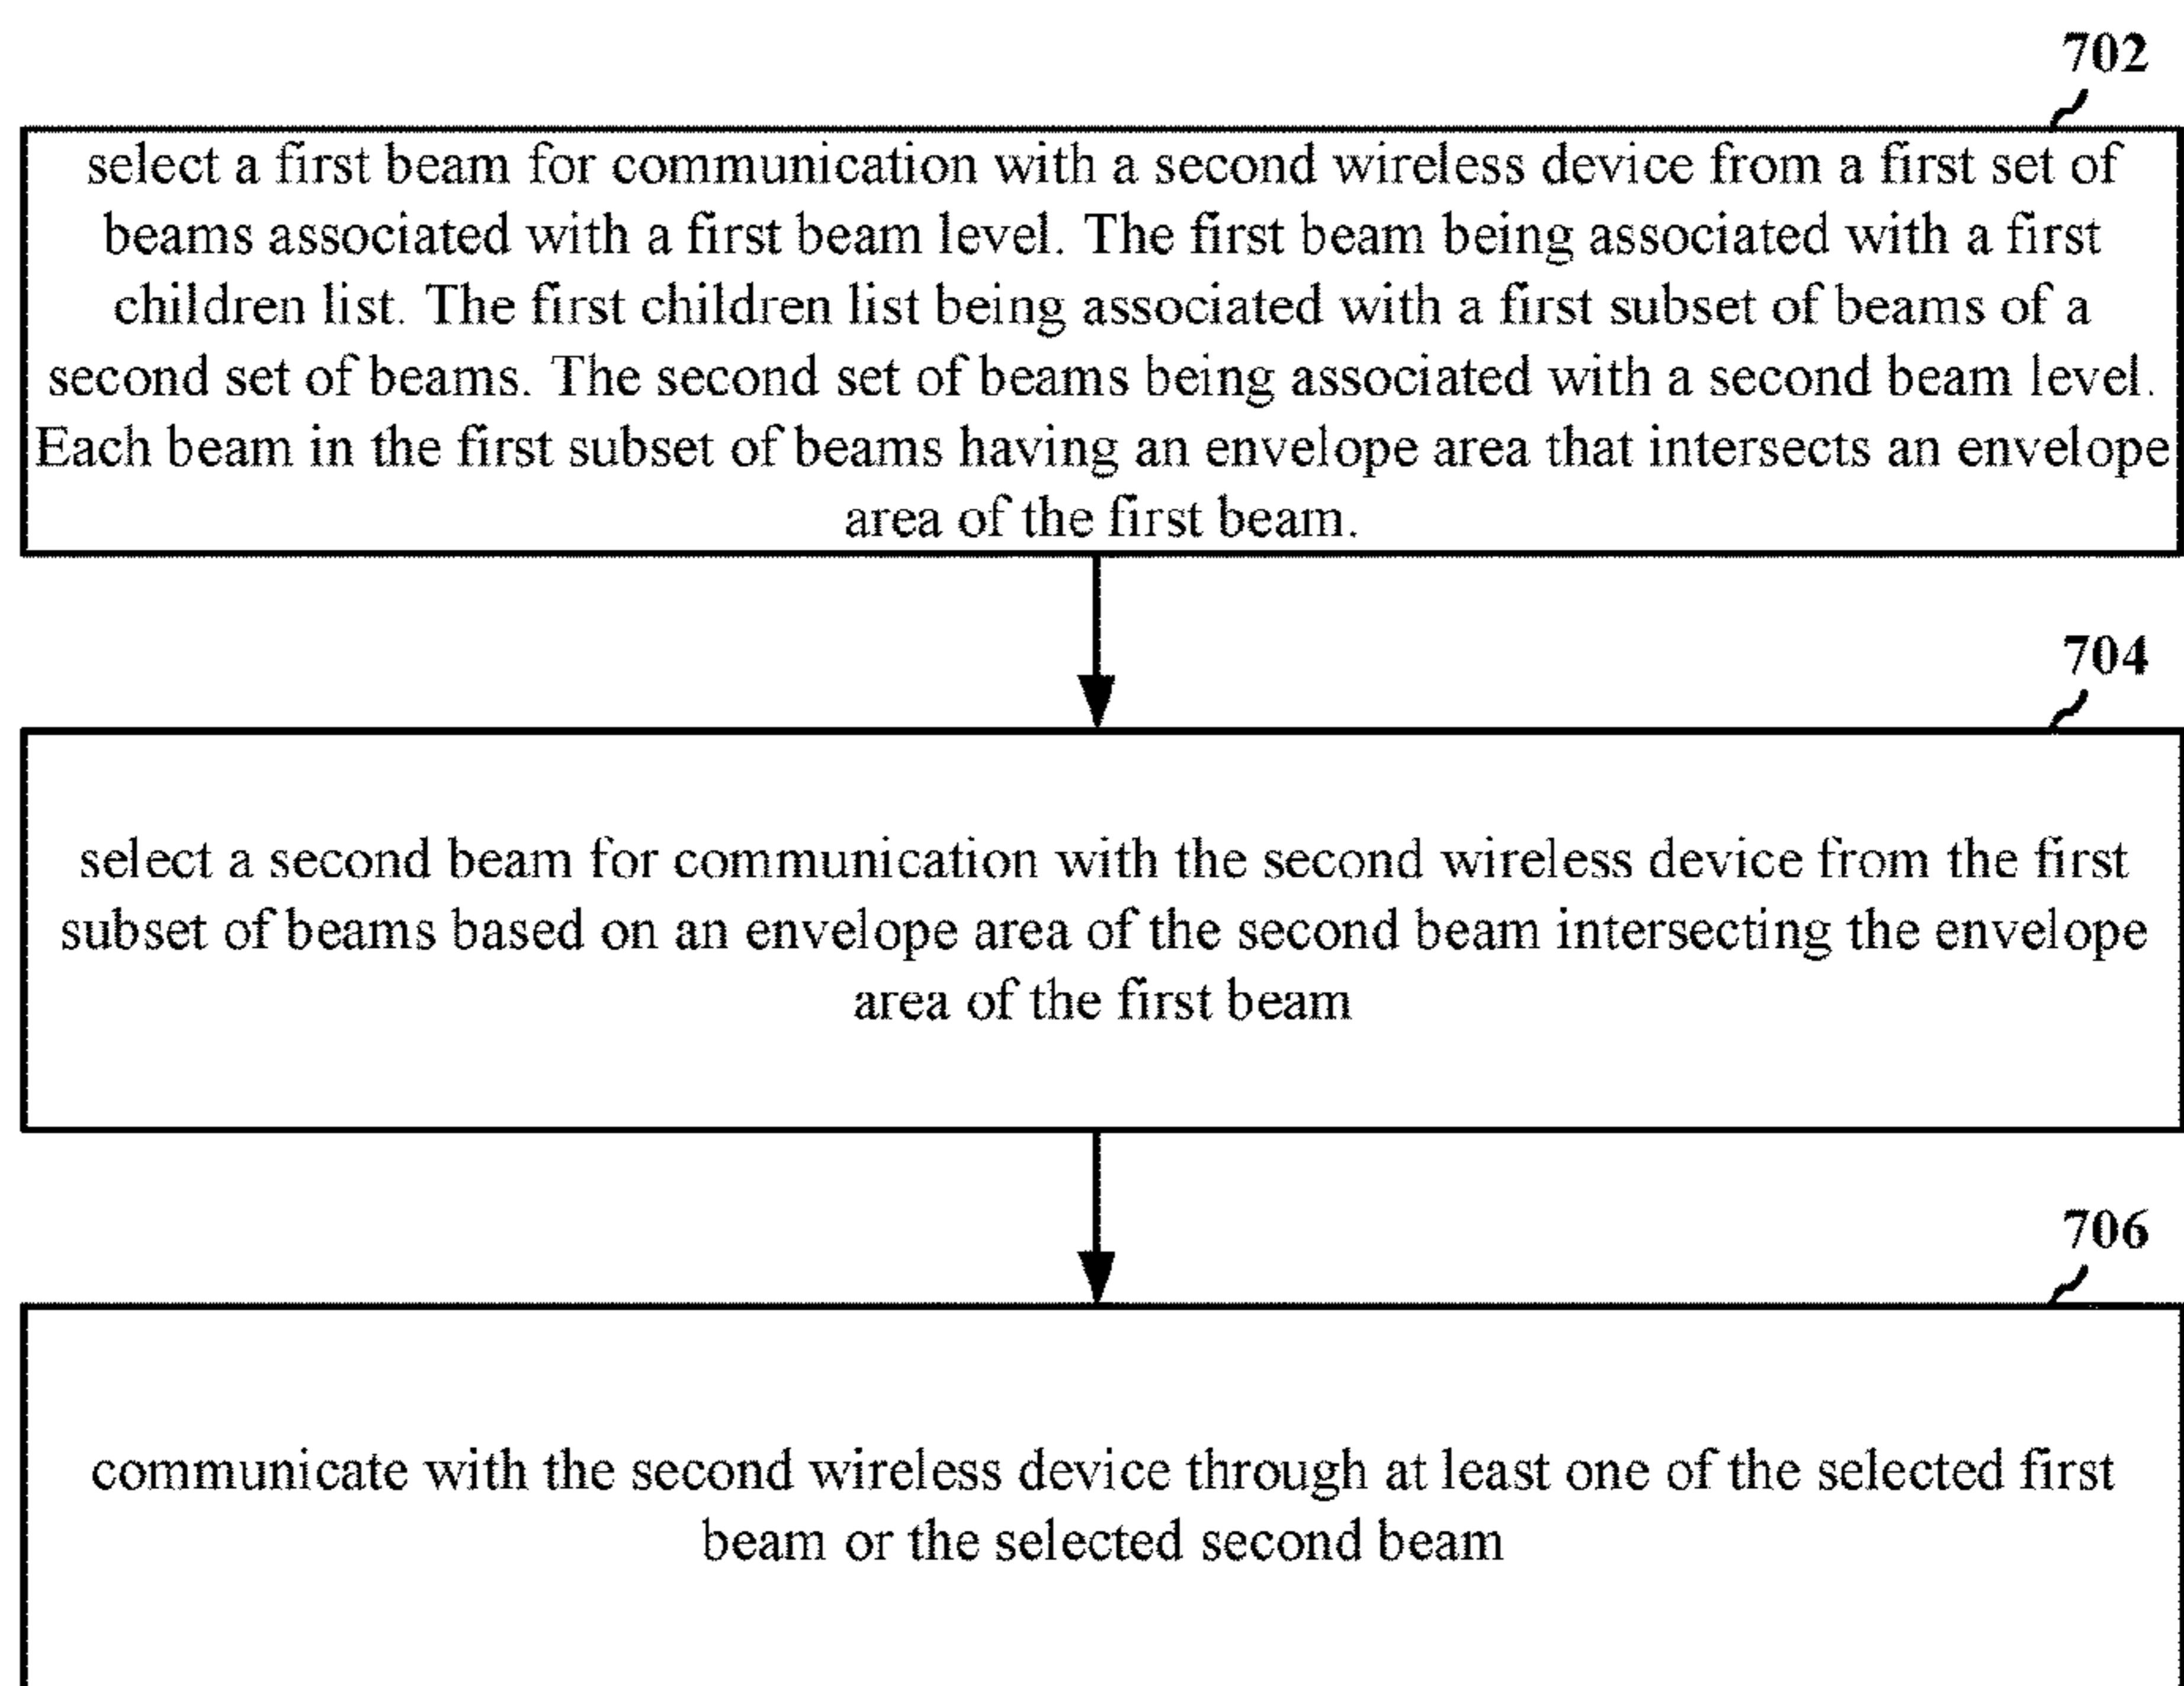 702
select a first beam for communication with a second wireless device from a first set of
beams associated with a first beam level. The first beam being associated with a first
children list. The first children list being associated with a first subset of beams of a
second set of beams. The second set of beams being associated with a second beam level.
Each beam in the first subset of beams having an envelope area that intersects an envelope
area of the first beam.
704
select a second beam for communication with the second wireless device from the first
subset of beams based on an envelope area of the second beam intersecting the envelope
area of the first beam
706
communicate with the second wireless device through at least one of the selected first
beam or the selected second beam